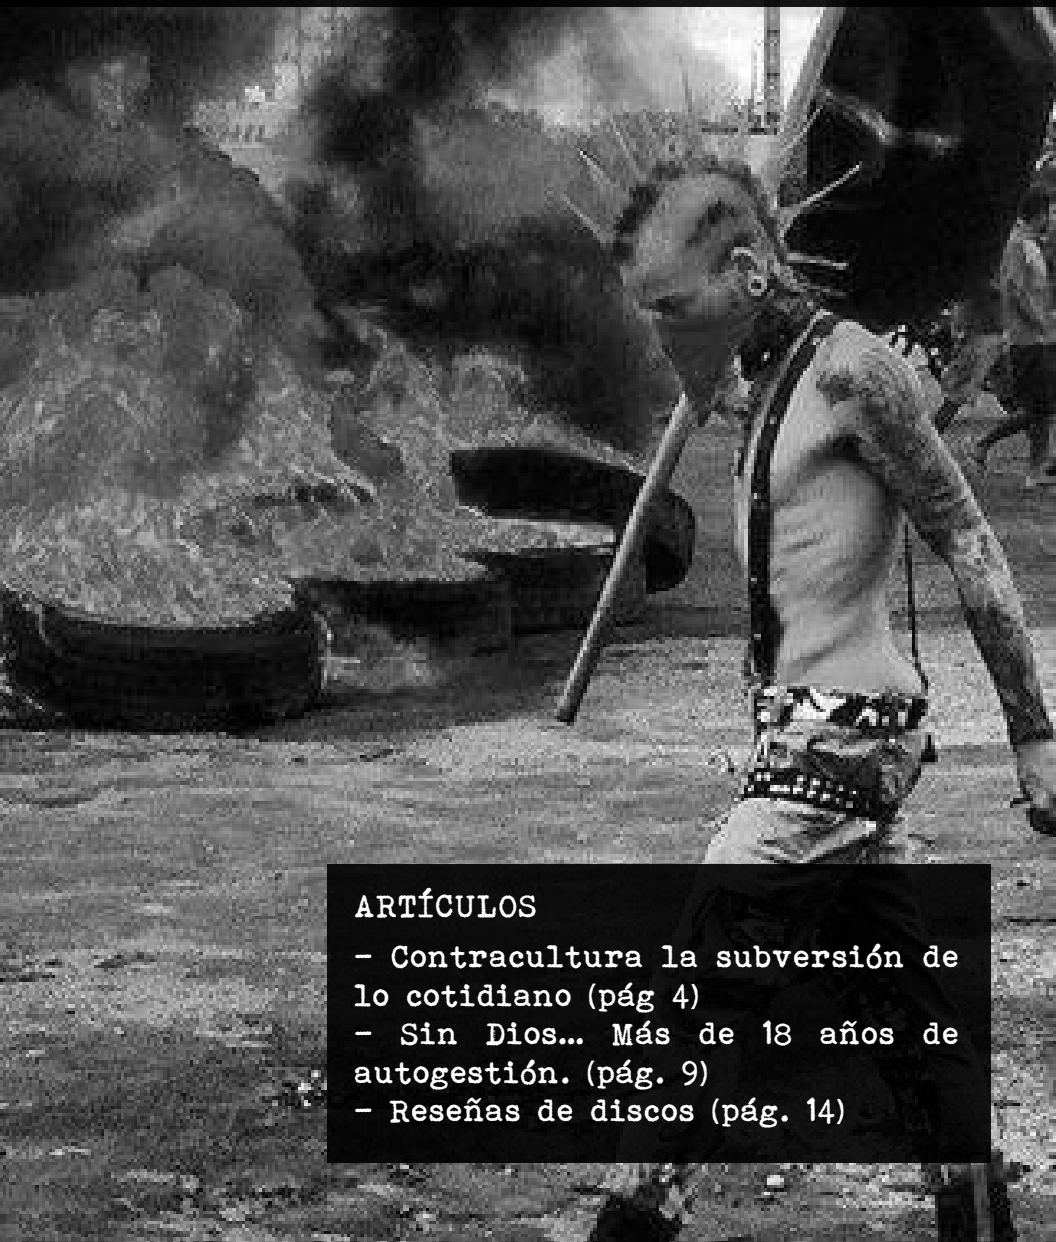 ARTÍCULOS
- Contracultura la subversión de
lo cotidiano (pág 4)
- Sin Dios... Más de 18 años de
autogestión. (pág. 9)
- Reseñas de discos (pág. 14)